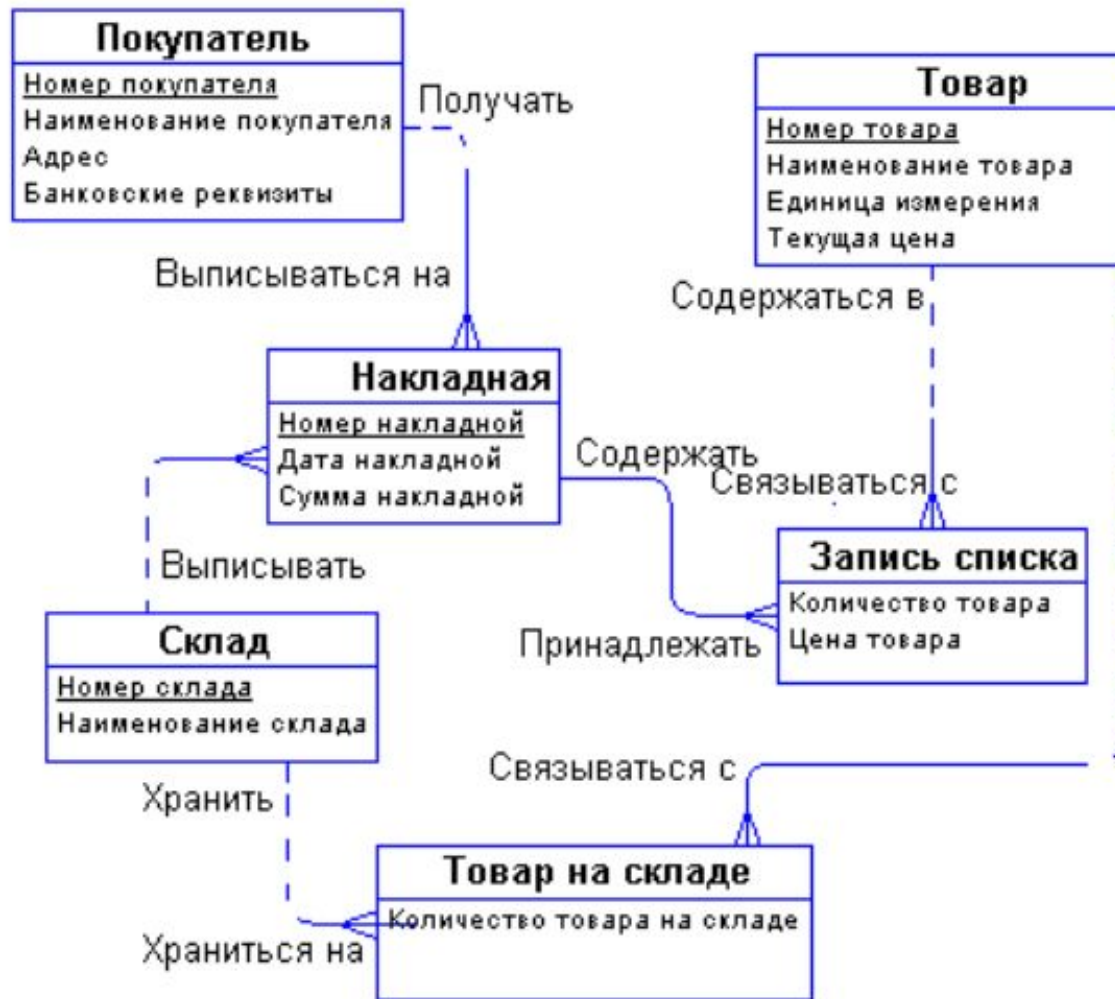 Покупатель
Номер покупателя
Наименование покупателя
Адрес
Банковские реквизиты
Получать
Выписываться на
Товар
Номер товара
Наименование товара
Единица измерения
Текущая цена
Содержаться в
Накладная
Номер накладной
Дата накладной
Сумма накладной
Содержать
Связываться с
Выписывать
Запись списка
Количество товара
Цена товара
Принадлежать
Склад
Номер склада
Наименование склада
Хранить
Связываться с
Товар на складе
Количество товара на складе
Храниться на